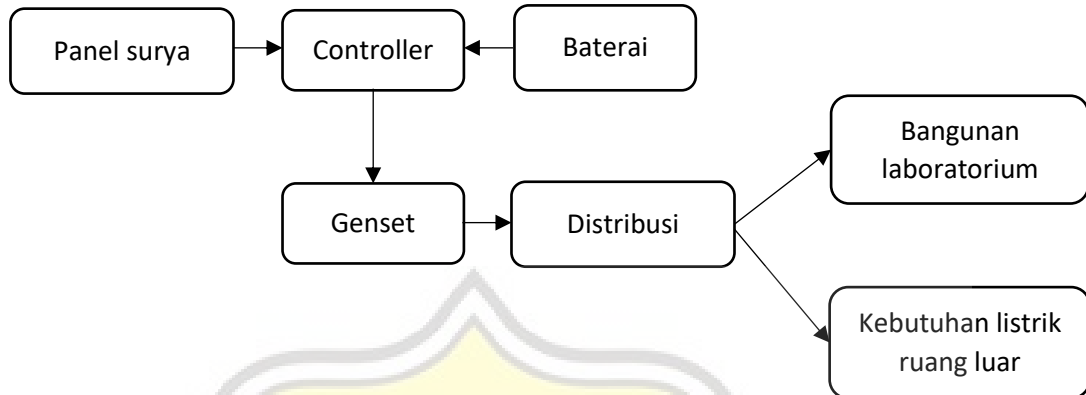 Panel surya
Controller
Baterai
Bangunan
laboratorium
Genset
Distribusi
Kebutuhan listrik
ruang luar